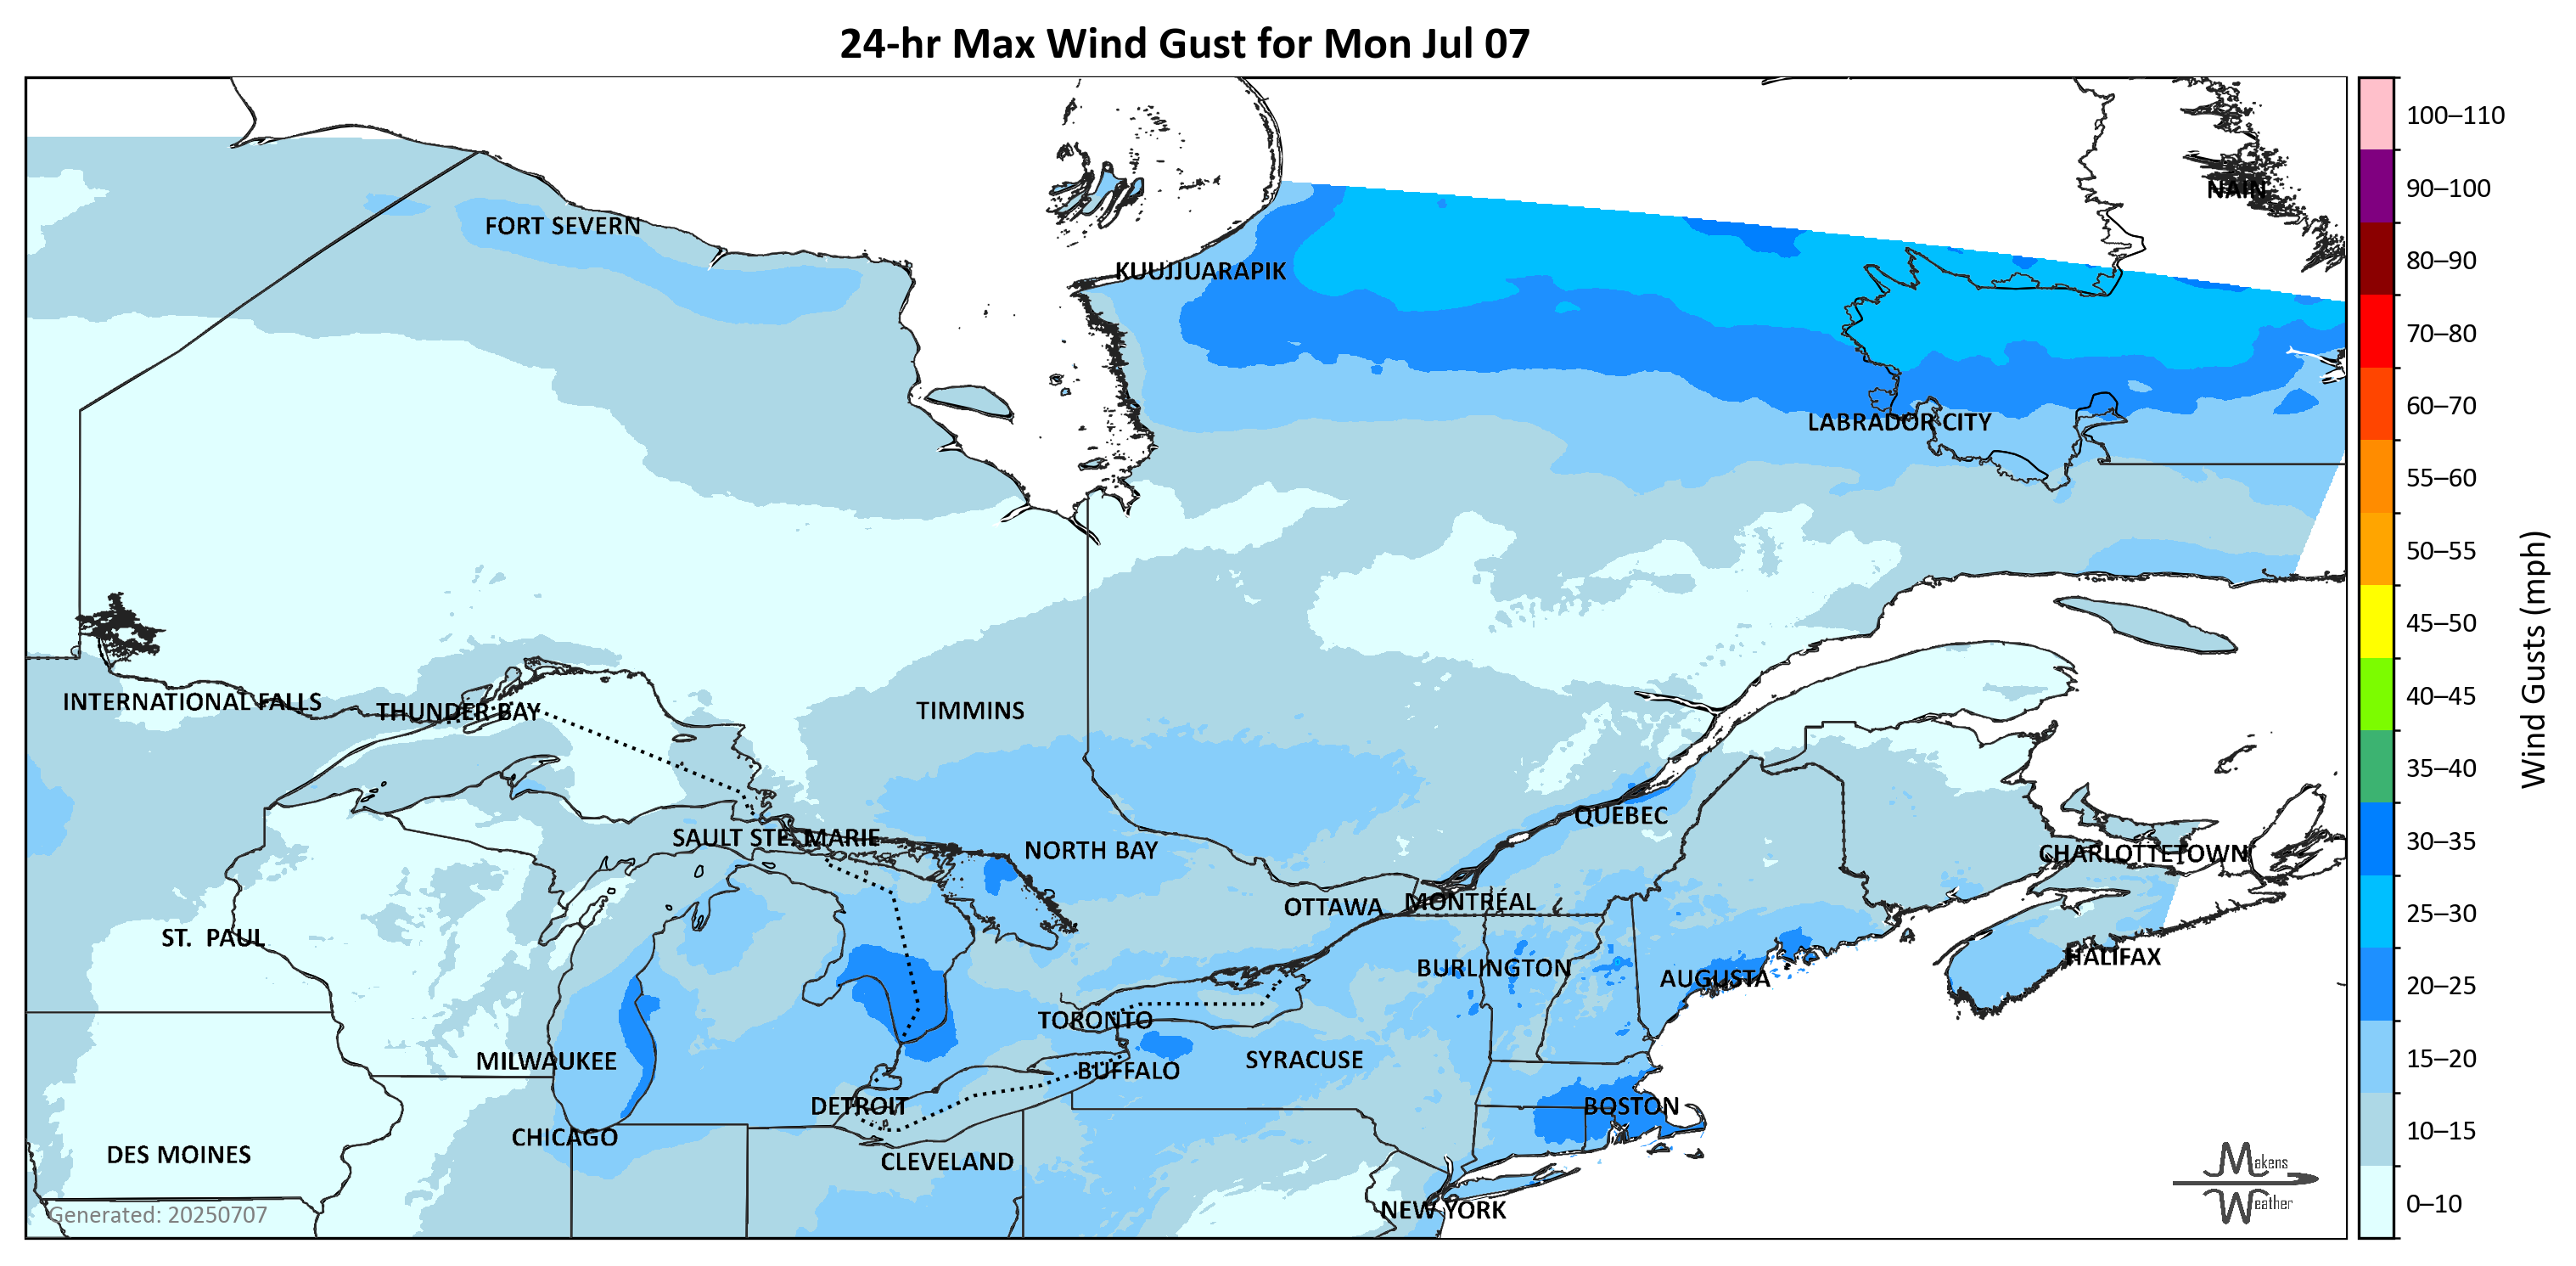 24-hr Max Wind Gust for Mon Jul 07
100–110
90–100
NAIN
80–90
FORT SEVERN
KUUJJUARAPIK
70–80
60–70
LABRADOR CITY
55–60
50–55
45–50
Wind Gusts (mph)
40–45
INTERNATIONAL FALLS
THUNDER BAY
TIMMINS
35–40
QUÉBEC
30–35
SAULT STE. MARIE
NORTH BAY
CHARLOTTETOWN
OTTAWA
MONTRÉAL
25–30
ST. PAUL
HALIFAX
BURLINGTON
AUGUSTA
20–25
TORONTO
MILWAUKEE
SYRACUSE
15–20
BUFFALO
DETROIT
BOSTON
CHICAGO
10–15
DES MOINES
CLEVELAND
Makens
Weather
0–10
NEW YORK
Generated: 20250707